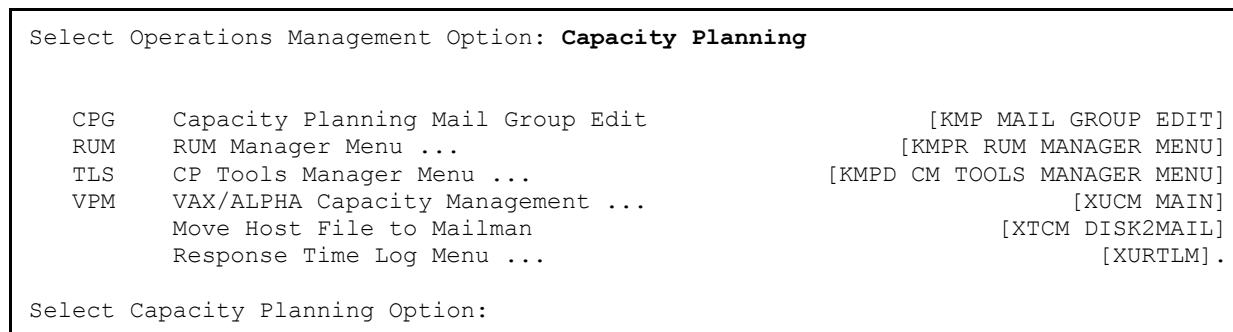 Select Operations Management Option: Capacity Planning
CPG Capacity Planning Mail Group Edit [KMP MAIL GROUP EDIT]
RUM RUM Manager Menu ... [KMPR RUM MANAGER MENU]
TLS CP Tools Manager Menu ... [KMPD CM TOOLS MANAGER MENU]
VPM VAX/ALPHA Capacity Management ... [XUCM MAIN]
Move Host File to Mailman [XTCM DISK2MAIL]
Response Time Log Menu ... [XURTLM].
Select Capacity Planning Option: